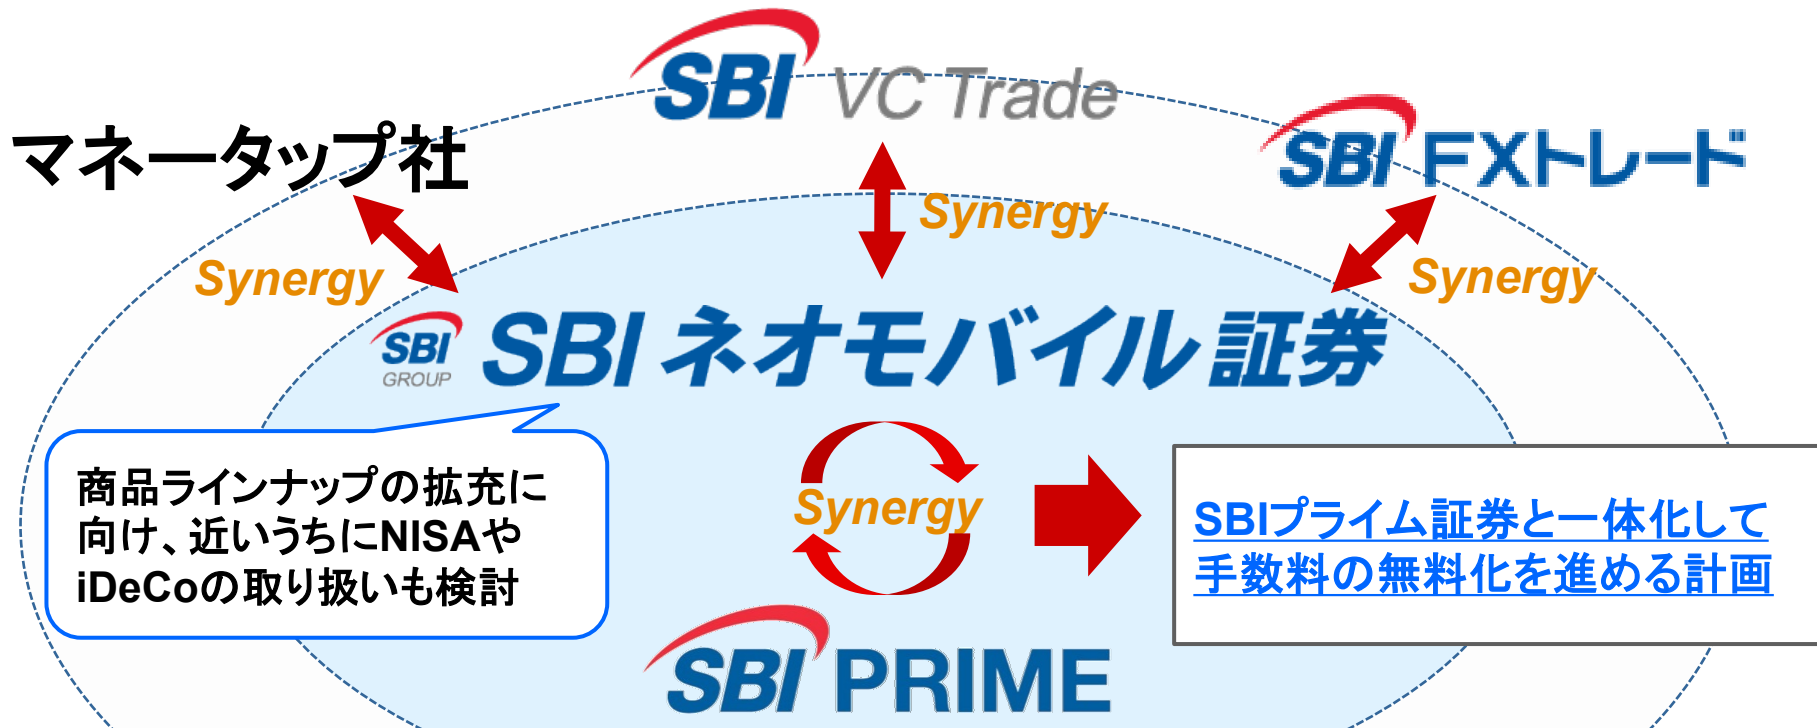 SBI VC Trade
マネータップ社
SBI FXトレード
Synergy
Synergy
Synergy
SBI GROUP
SBI ネオモバイル証券
商品ラインナップの拡充に
向け、近いうちにNISAや
iDeCoの取り扱いも検討
Synergy
SBIプライム証券と一体化して
手数料の無料化を進める計画
SBI PRIME